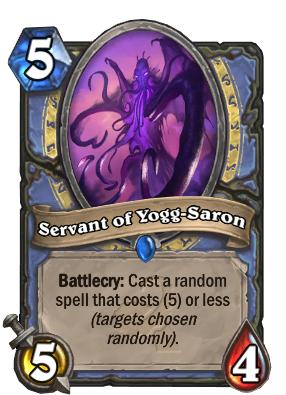 5
Servant of Yogg-Saron
Battlecry: Cast a random
spell that costs (5) or less
(targets chosen
randomly).
5
4